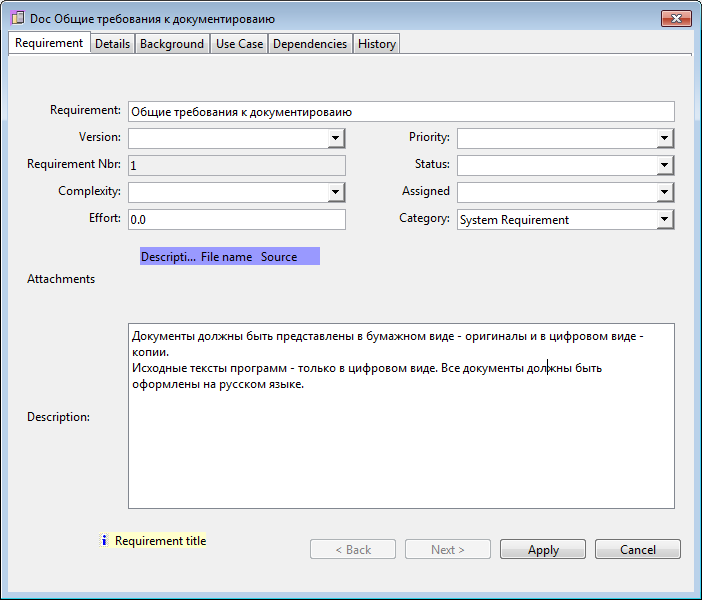 Doc Общие требования к документироваию
Requirement Details Background Use Case Dependencies History
Requirement: Общие требования к документироваию
Version: Priority:
Requirement Nbr: 1 Status:
Complexity: Assigned
Effort: 0.0 Category: System Requirement
Descripti... File name Source
Attachments
Документы должны быть представлены в бумажном виде - оригиналы и в цифровом виде -
копии.
Исходные тексты программ - только в цифровом виде. Все документы должны быть
оформлены на русском языке.
Description:
i Requirement title
< Back Next > Apply Cancel